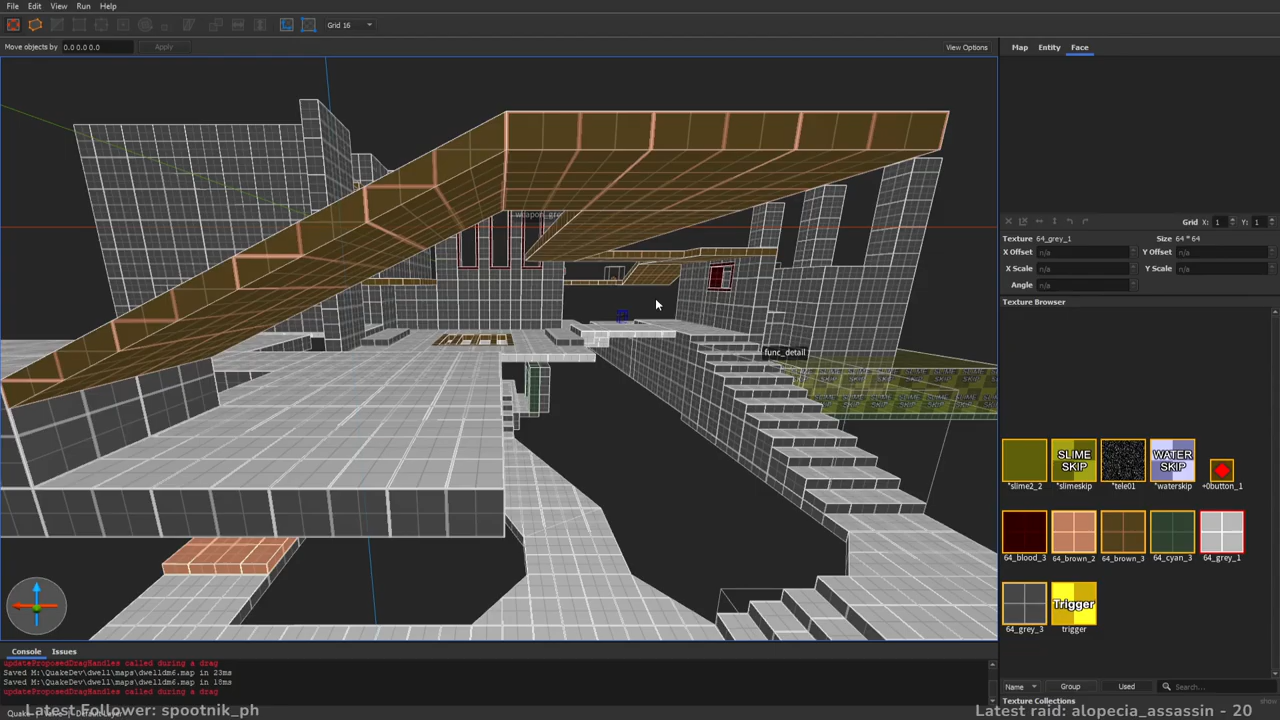 File Edit View Run Help
Grid 16
Move objects by 0.0 0.0 0.0 Apply View Options
Map Entity Face
weapon_gre
func_detail
Grid X: 1 Y: 1
Texture 64_grey_1 Size 64 * 64
X Offset n/a Y Offset n/a
X Scale n/a Y Scale n/a
Angle n/a
Texture Browser
SLIME SKIP
WATER SKIP
*slime2_2 *slimeskip *tele01 *waterskip +0button_1
64_blood_3 64_brown_2 64_brown_3 64_cyan_3 64_grey_1
Trigger
64_grey_3 trigger
Console Issues
updateProposedDragHandles called during a drag
Saved M:\QuakeDev\dwell\maps\dwelldm6.map in 23ms
Saved M:\QuakeDev\dwell\maps\dwelldm6.map in 18ms
updateProposedDragHandles called during a drag
Name Group Used Search...
Texture Collections show
Latest Follower: spootnik_ph
Latest raid: alopecia_assassin - 20